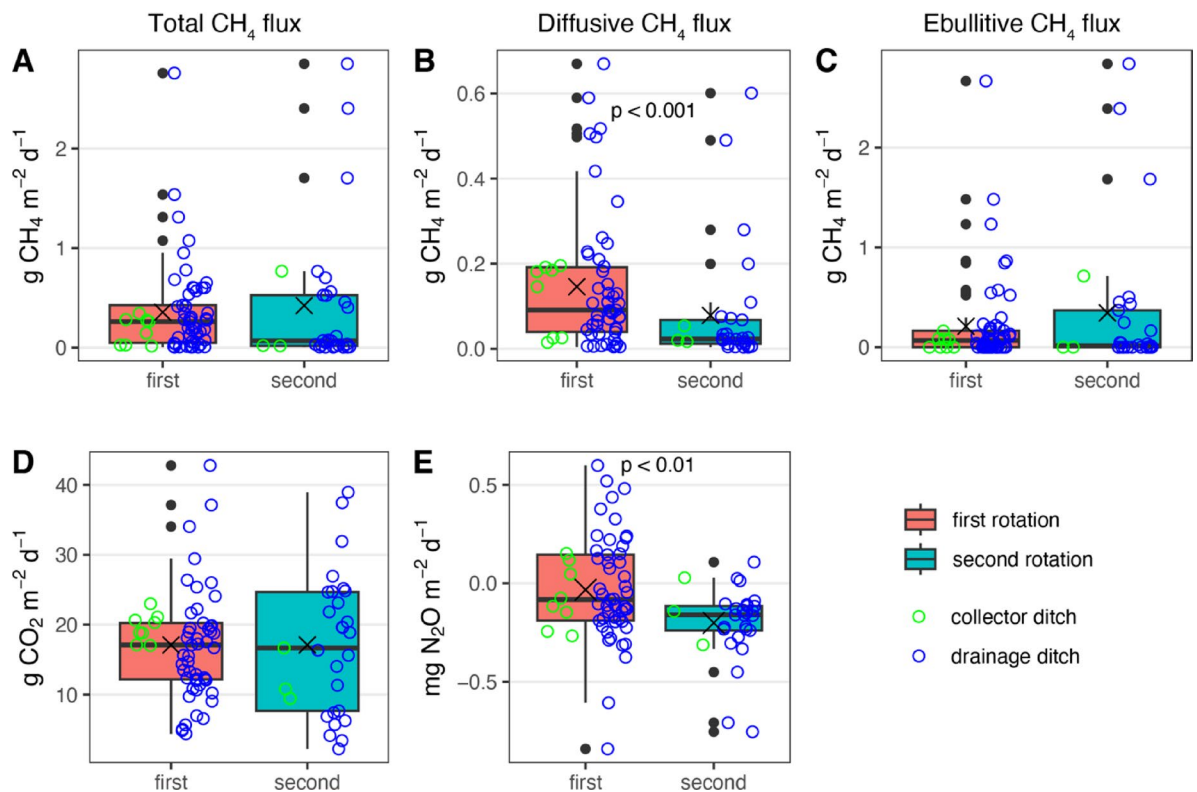 Total CH₄ flux
Diffusive CH₄ flux
Ebullitive CH₄ flux
A
g CH₄ m⁻² d⁻¹
2
1
0
first
second
B
g CH₄ m⁻² d⁻¹
0.6
0.4
0.2
0.0
p < 0.001
first
second
C
g CH₄ m⁻² d⁻¹
2
1
0
first
second
D
g CO₂ m⁻² d⁻¹
40
30
20
10
first
second
E
mg N₂O m⁻² d⁻¹
0.5
0.0
−0.5
p < 0.01
first
second
first rotation
second rotation
collector ditch
drainage ditch